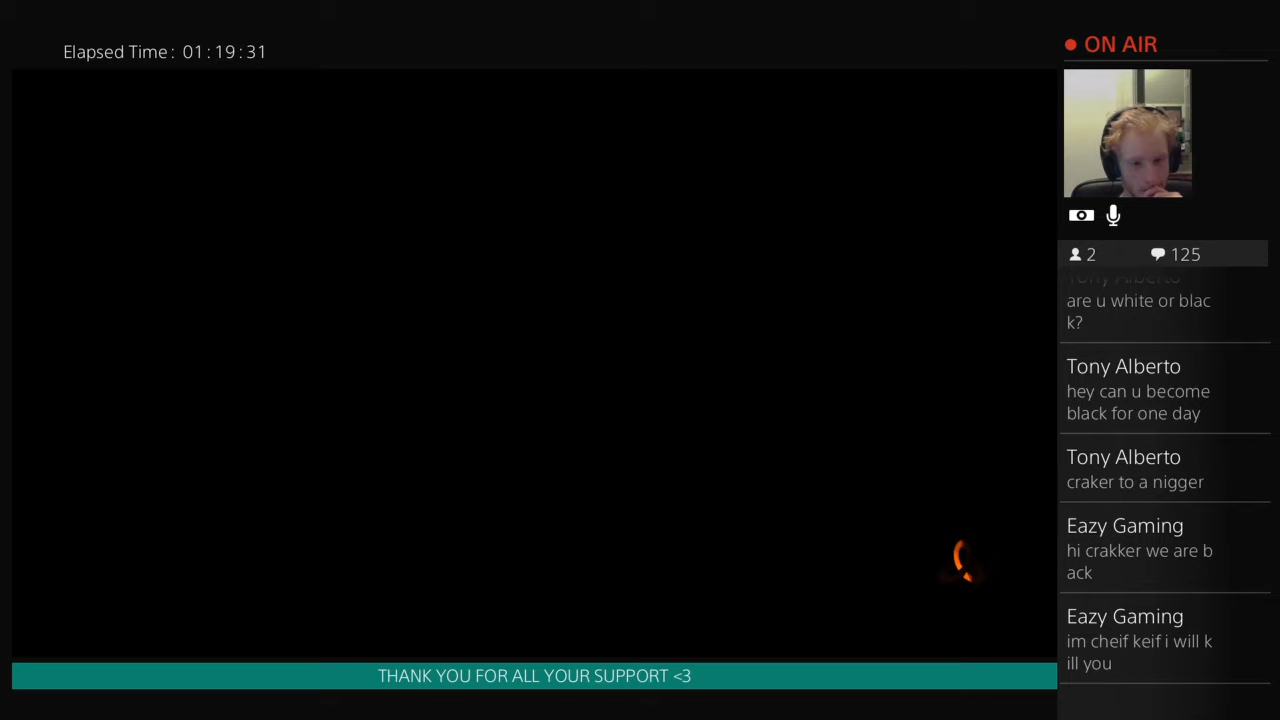 Elapsed Time: 01:19:31
ON AIR
2 125
Tony Alberto
are u white or blac
k?
Tony Alberto
hey can u become
black for one day
Tony Alberto
craker to a nigger
Eazy Gaming
hi crakker we are b
ack
Eazy Gaming
im cheif keif i will k
ill you
THANK YOU FOR ALL YOUR SUPPORT <3